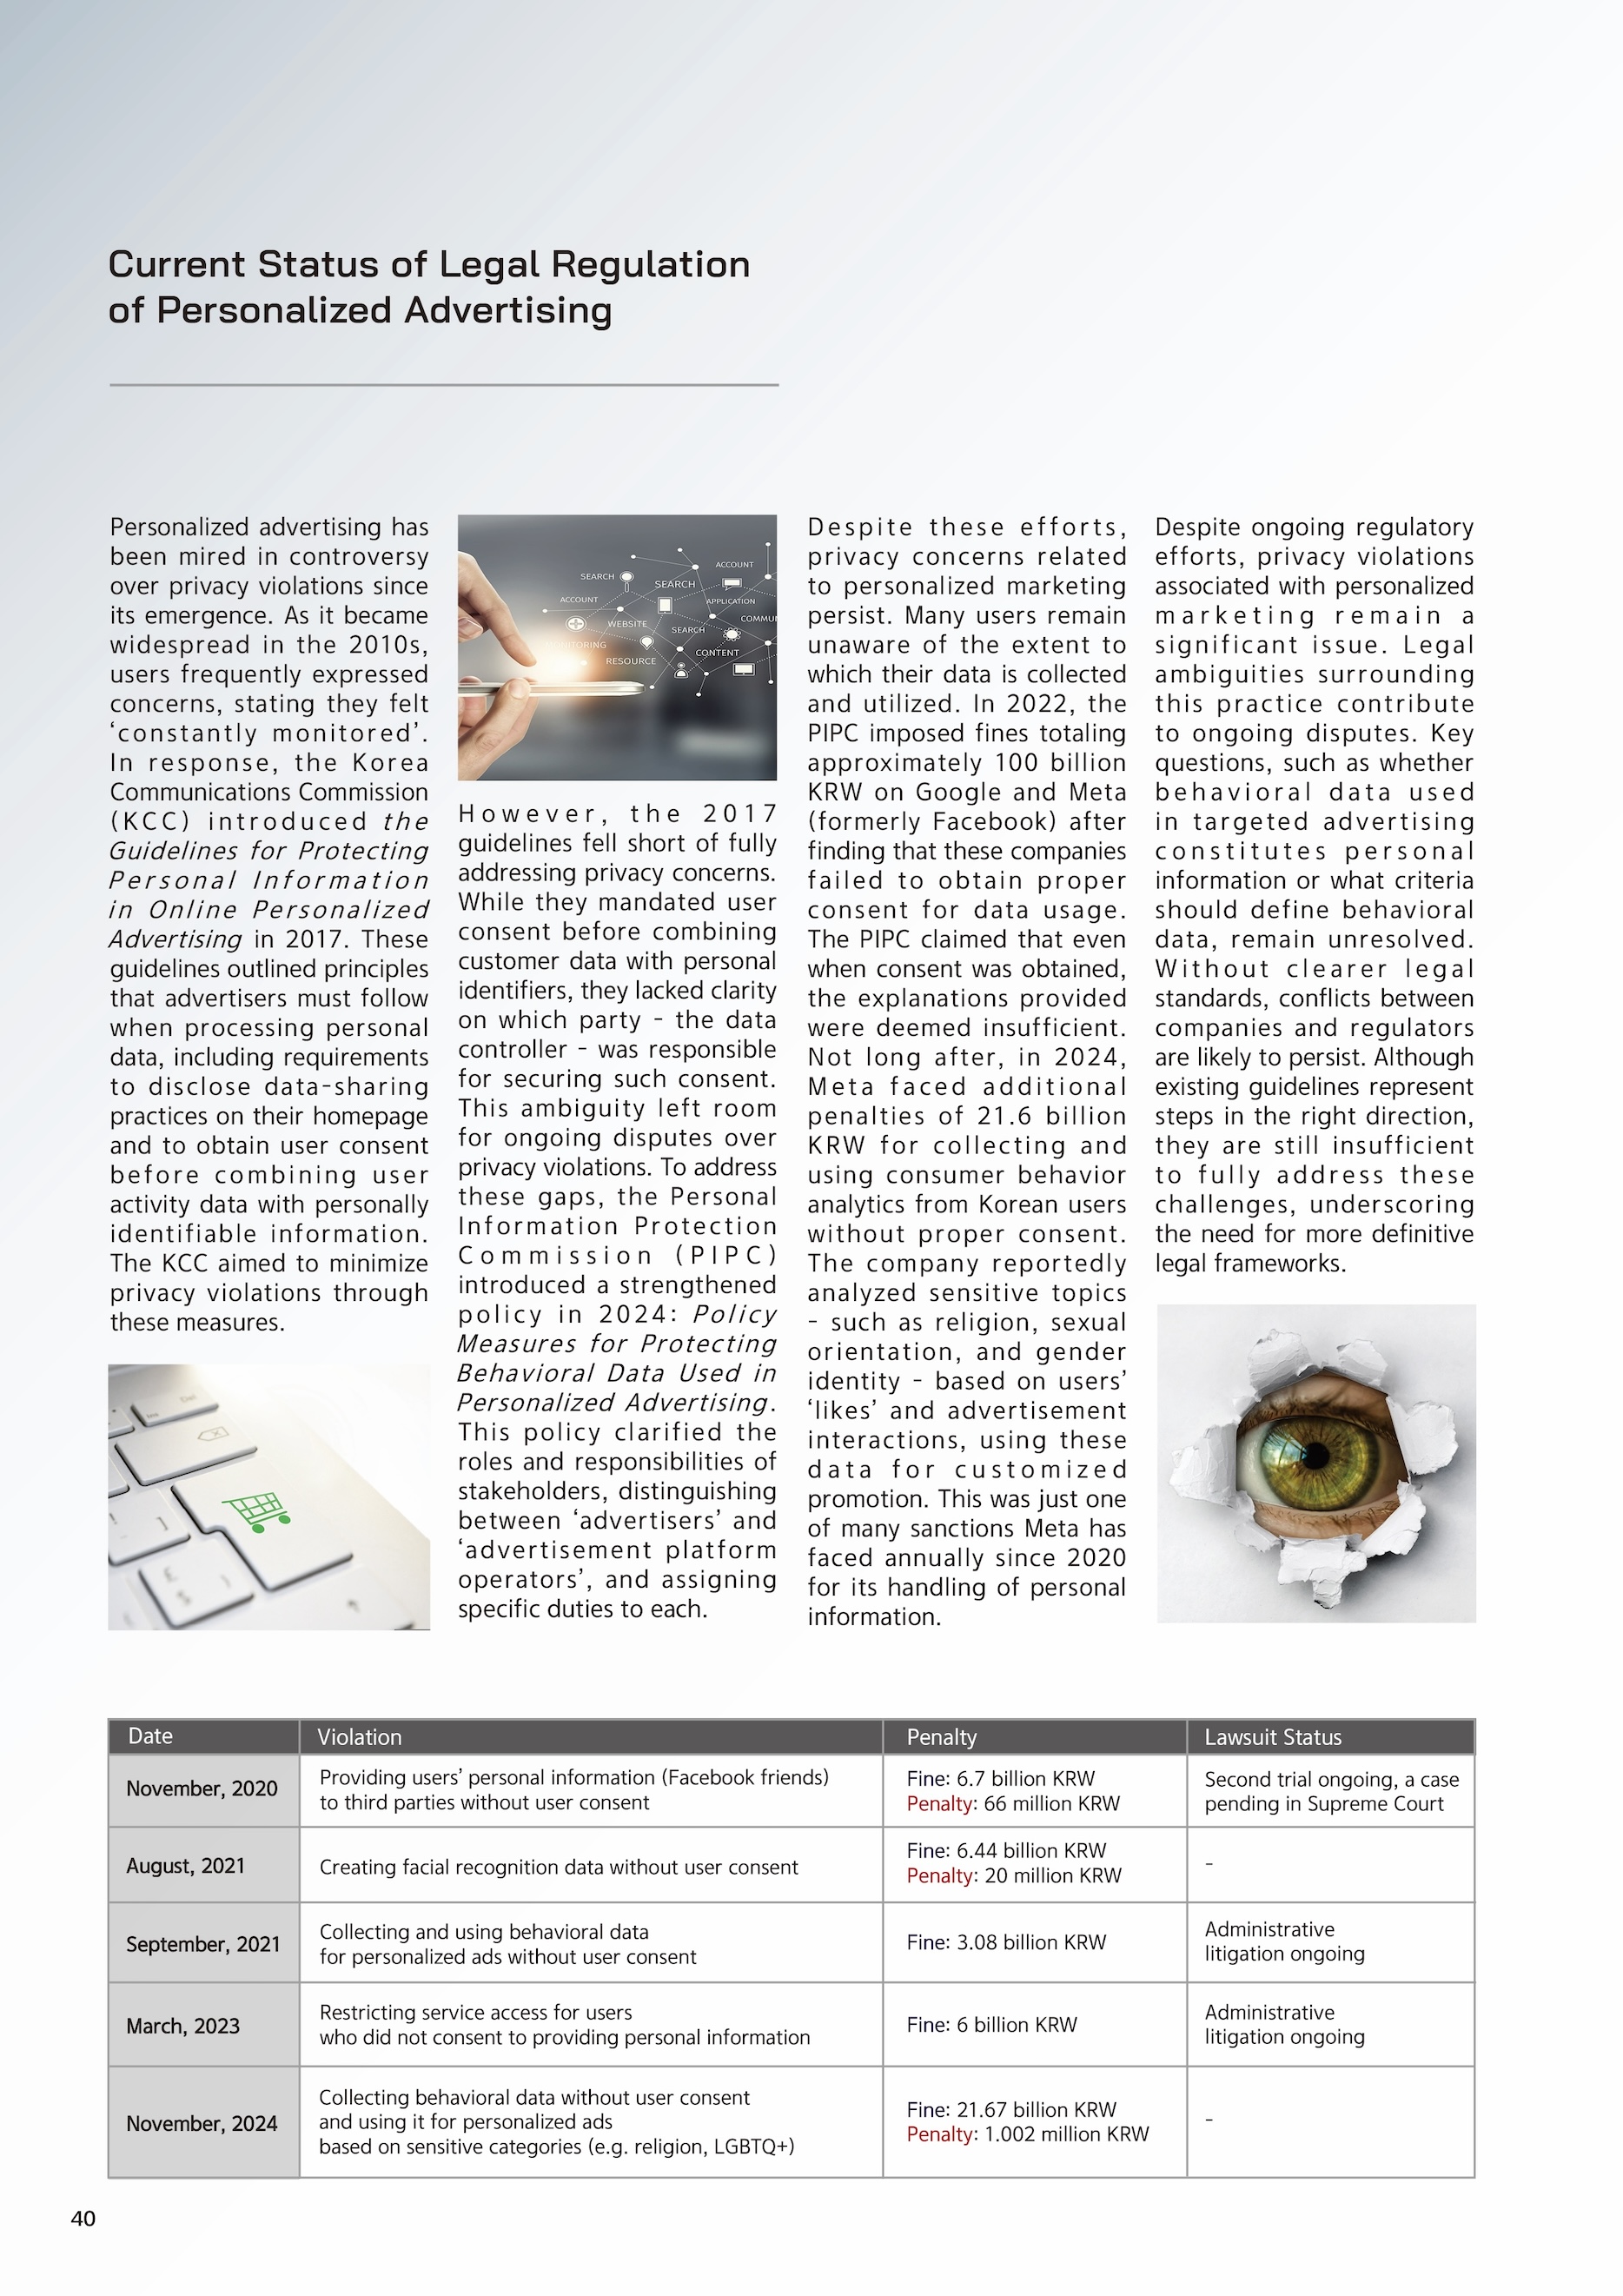 Current Status of Legal Regulation
of Personalized Advertising
Personalized advertising has
been mired in controversy
over privacy violations since
its emergence. As it became
widespread in the 2010s,
users frequently expressed
concerns, stating they felt
‘constantly monitored’.
In response, the Korea
Communications Commission
(KCC) introduced the
Guidelines for Protecting
Personal Information
in Online Personalized
Advertising in 2017. These
guidelines outlined principles
that advertisers must follow
when processing personal
data, including requirements
to disclose data-sharing
practices on their homepage
and to obtain user consent
before combining user
activity data with personally
identifiable information.
The KCC aimed to minimize
privacy violations through
these measures.
SEARCH
SEARCH
ACCOUNT
ACCOUNT
APPLICATION
WEBSITE
SEARCH
COMMU
MONITORING
RESOURCE
CONTENT
However, the 2017
guidelines fell short of fully
addressing privacy concerns.
While they mandated user
consent before combining
customer data with personal
identifiers, they lacked clarity
on which party - the data
controller - was responsible
for securing such consent.
This ambiguity left room
for ongoing disputes over
privacy violations. To address
these gaps, the Personal
Information Protection
Commission (PIPC)
introduced a strengthened
policy in 2024: Policy
Measures for Protecting
Behavioral Data Used in
Personalized Advertising.
This policy clarified the
roles and responsibilities of
stakeholders, distinguishing
between ‘advertisers’ and
‘advertisement platform
operators’, and assigning
specific duties to each.
Despite these efforts,
privacy concerns related
to personalized marketing
persist. Many users remain
unaware of the extent to
which their data is collected
and utilized. In 2022, the
PIPC imposed fines totaling
approximately 100 billion
KRW on Google and Meta
(formerly Facebook) after
finding that these companies
failed to obtain proper
consent for data usage.
The PIPC claimed that even
when consent was obtained,
the explanations provided
were deemed insufficient.
Not long after, in 2024,
Meta faced additional
penalties of 21.6 billion
KRW for collecting and
using consumer behavior
analytics from Korean users
without proper consent.
The company reportedly
analyzed sensitive topics
- such as religion, sexual
orientation, and gender
identity - based on users’
‘likes’ and advertisement
interactions, using these
data for customized
promotion. This was just one
of many sanctions Meta has
faced annually since 2020
for its handling of personal
information.
Despite ongoing regulatory
efforts, privacy violations
associated with personalized
marketing remain a
significant issue. Legal
ambiguities surrounding
this practice contribute
to ongoing disputes. Key
questions, such as whether
behavioral data used
in targeted advertising
constitutes personal
information or what criteria
should define behavioral
data, remain unresolved.
Without clearer legal
standards, conflicts between
companies and regulators
are likely to persist. Although
existing guidelines represent
steps in the right direction,
they are still insufficient
to fully address these
challenges, underscoring
the need for more definitive
legal frameworks.
Date Violation Penalty Lawsuit Status
November, 2020
Providing users’ personal information (Facebook friends)
to third parties without user consent
Fine: 6.7 billion KRW
Penalty: 66 million KRW
Second trial ongoing, a case
pending in Supreme Court
August, 2021
Creating facial recognition data without user consent
Fine: 6.44 billion KRW
Penalty: 20 million KRW
-
September, 2021
Collecting and using behavioral data
for personalized ads without user consent
Fine: 3.08 billion KRW
Administrative
litigation ongoing
March, 2023
Restricting service access for users
who did not consent to providing personal information
Fine: 6 billion KRW
Administrative
litigation ongoing
November, 2024
Collecting behavioral data without user consent
and using it for personalized ads
based on sensitive categories (e.g. religion, LGBTQ+)
Fine: 21.67 billion KRW
Penalty: 1.002 million KRW
-
40